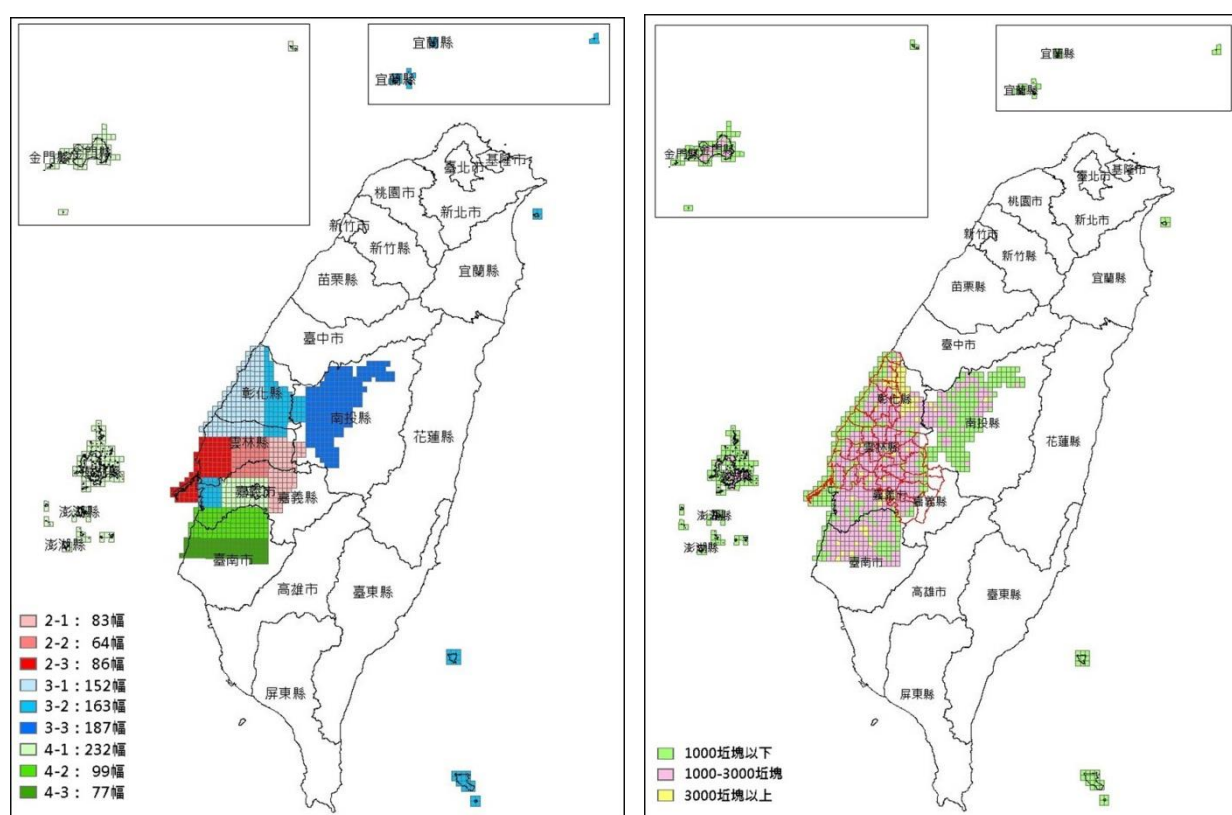 宜蘭縣
宜蘭縣
金門縣
金門縣
基隆市
臺北市
桃園市
新北市
新竹市
新竹縣
宜蘭縣
苗栗縣
臺中市
彰化縣
南投縣
花蓮縣
雲林縣
嘉義市
嘉義縣
澎湖縣
澎湖縣
臺南市
高雄市
臺東縣
屏東縣
2-1：83幅
2-2：64幅
2-3：86幅
3-1：152幅
3-2：163幅
3-3：187幅
4-1：232幅
4-2：99幅
4-3：77幅
宜蘭縣
宜蘭縣
金門縣
金門縣
基隆市
臺北市
桃園市
新北市
新竹市
新竹縣
宜蘭縣
苗栗縣
臺中市
彰化縣
南投縣
花蓮縣
雲林縣
嘉義市
嘉義縣
澎湖縣
澎湖縣
臺南市
高雄市
臺東縣
屏東縣
1000坵塊以下
1000-3000坵塊
3000坵塊以上